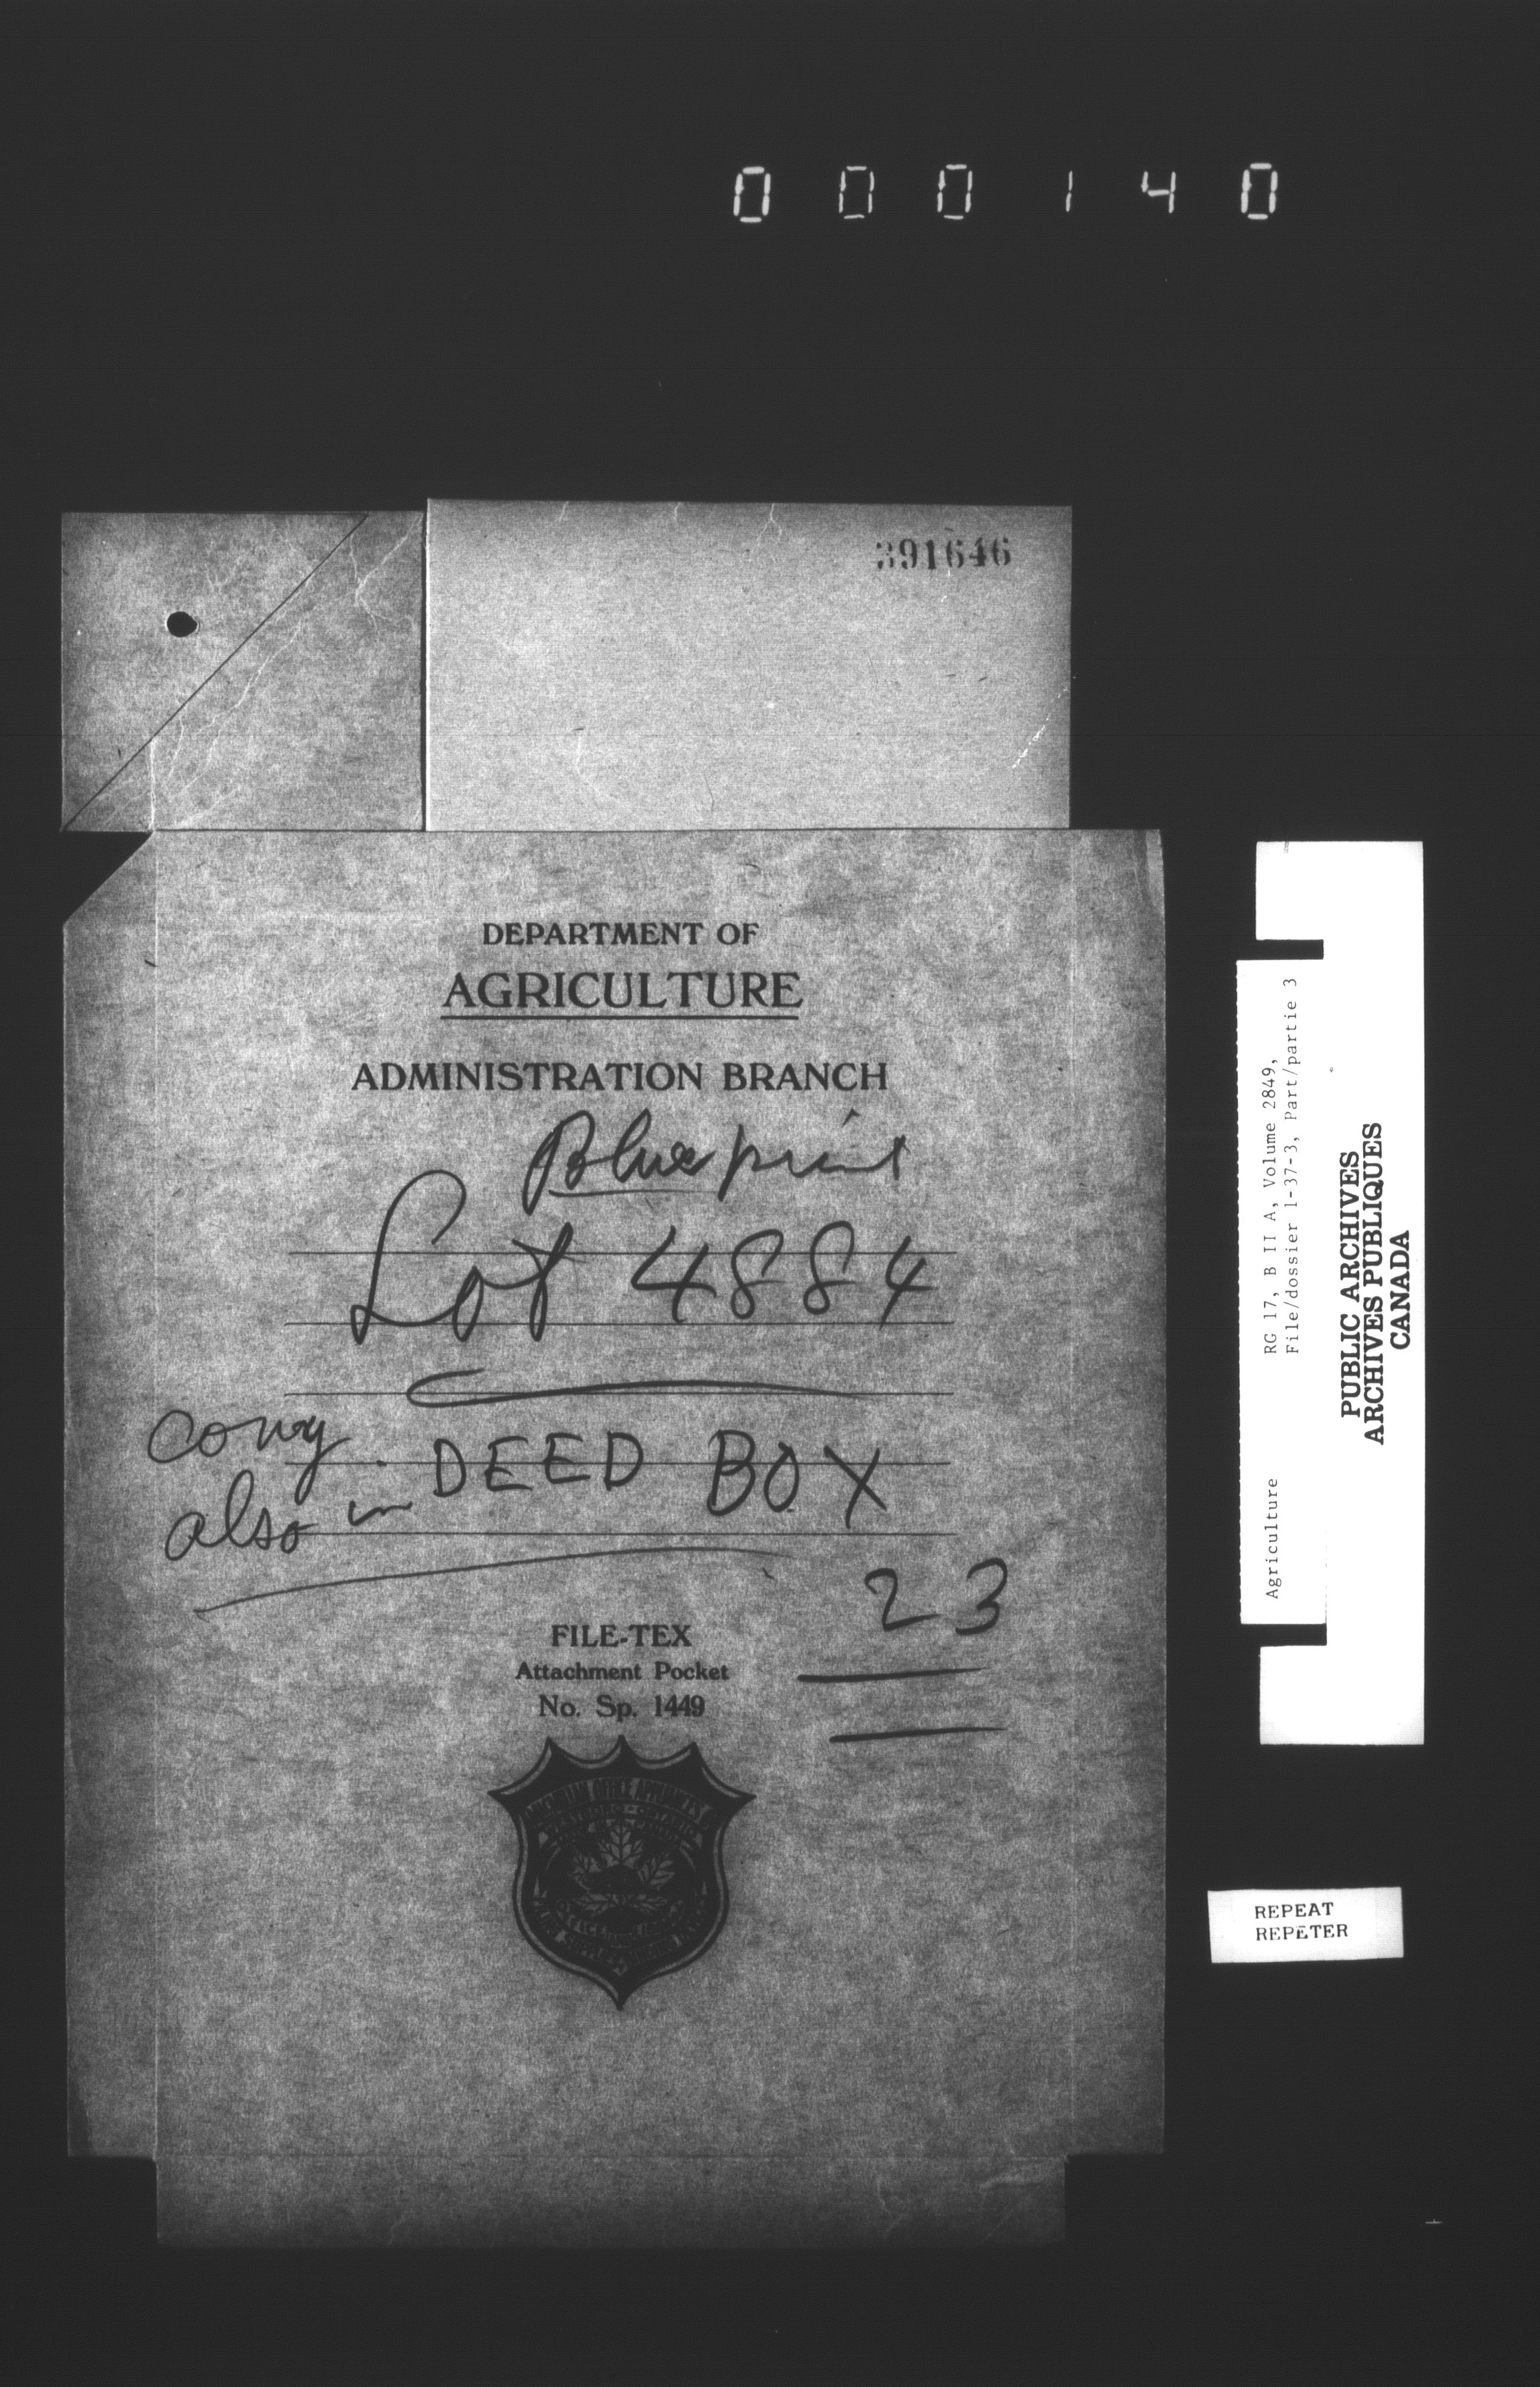 000140
391646
DEPARTMENT OF
AGRICULTURE
ADMINISTRATION BRANCH
Blueprint
Lot 4884
copy
also in DEED BOX
23
FILE-TEX
Attachment Pocket
No. Sp. 1449
Agriculture RG 17, B II A, Volume 2849,
File/dossier 1-37-3, Part/partie 3
PUBLIC ARCHIVES
ARCHIVES PUBLIQUES
CANADA
REPEAT
REPETER